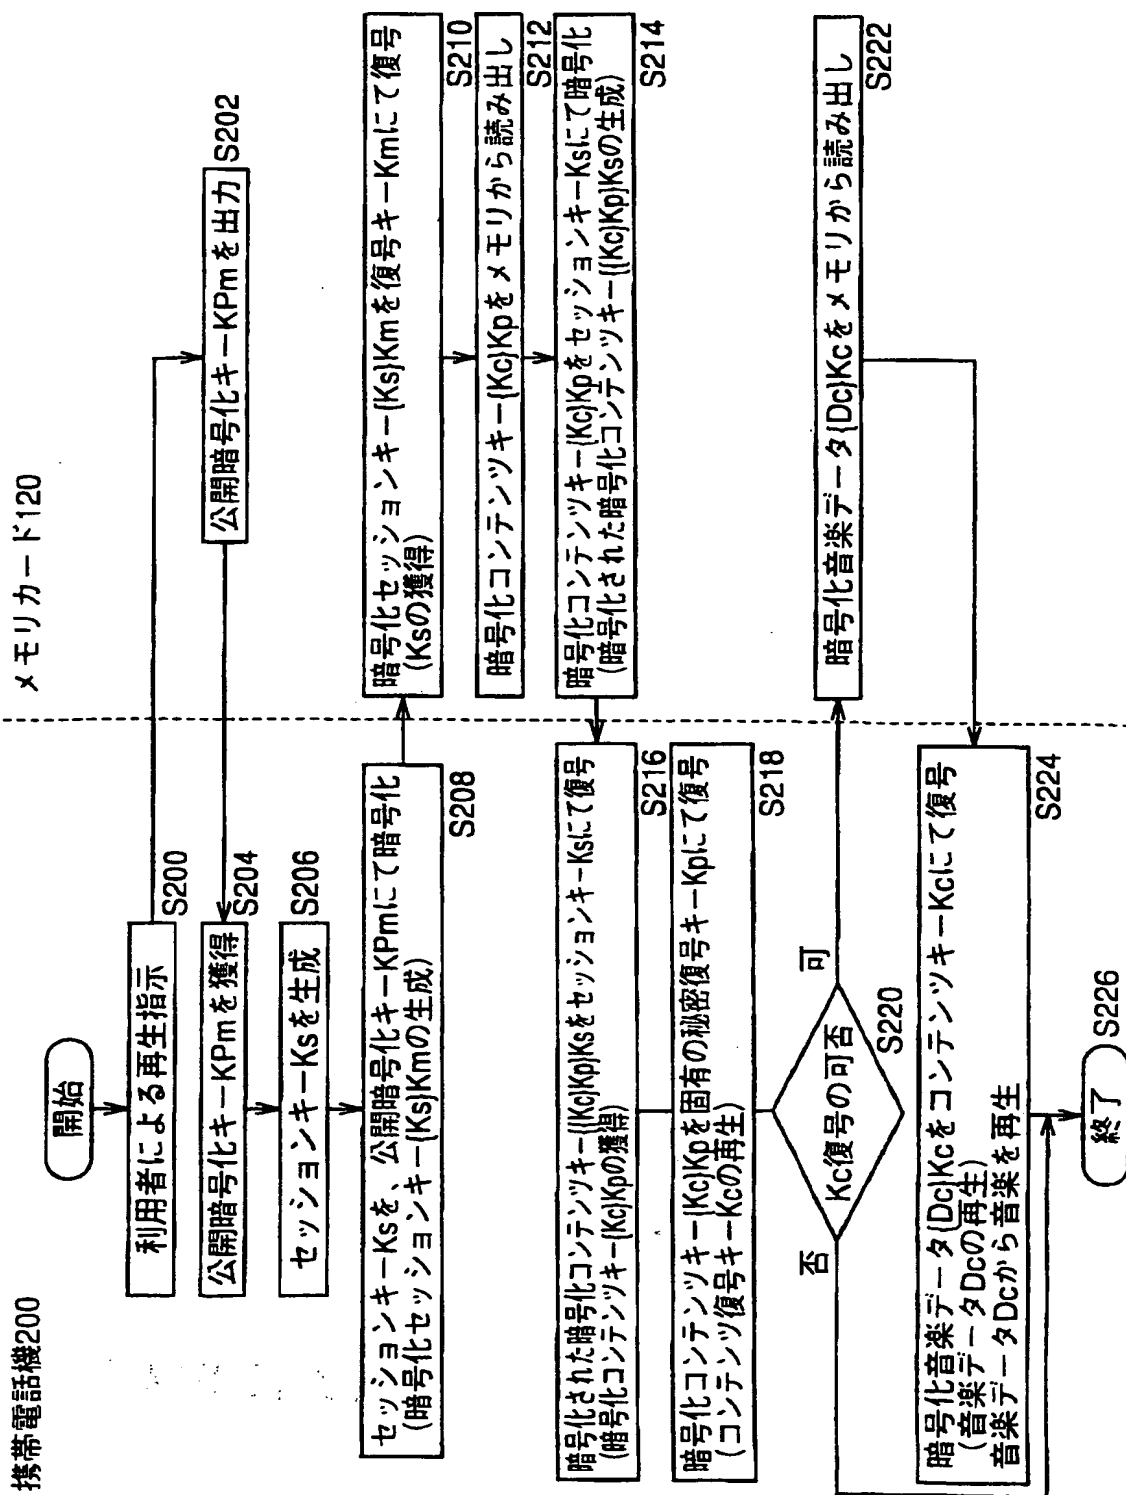 携帯電話機200
メモリカード120
開始
利用者による再生指示
S200
公開暗号化キーKPmを出力
S202
公開暗号化キーKPmを獲得
S204
セッションキーKsを生成
S206
セッションキーKsを、公開暗号化キーKPmにて暗号化
(暗号化セッションキー{Ks}Kmの生成)
S208
暗号化セッションキー{Ks}Kmを復号キーKmにて復号
(Ksの獲得)
S210
暗号化コンテンツキー{Kc}Kpをメモリから読み出し
S212
暗号化コンテンツキー{Kc}KpをセッションキーKsにて暗号化
(暗号化された暗号化コンテンツキー{{Kc}Kp}Ksの生成)
S214
暗号化された暗号化コンテンツキー{{Kc}Kp}KsをセッションキーKsにて復号
(暗号化コンテンツキー{Kc}Kpの獲得)
S216
暗号化コンテンツキー{Kc}Kpを固有の秘密復号キーKpにて復号
(コンテンツ復号キーKcの再生)
S218
Kc復号の可否
S220
可
否
暗号化音楽データ{Dc}Kcをメモリから読み出し
S222
暗号化音楽データ{Dc}KcをコンテンツキーKcにて復号
(音楽データDcの再生)
音楽データDcから音楽を再生
S224
終了
S226